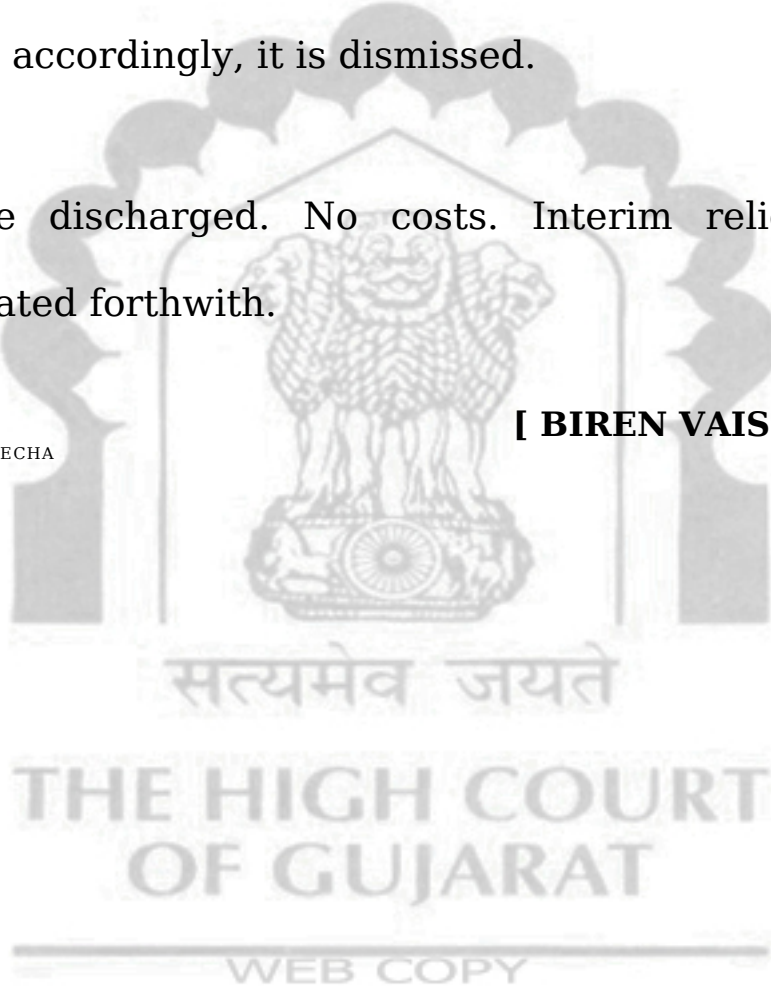 accordingly, it is dismissed.
e discharged. No costs. Interim relie
ated forthwith.
[ BIREN VAIS
ECHA
सत्यमेव जयते
THE HIGH COURT
OF GUJARAT
WEB COPY